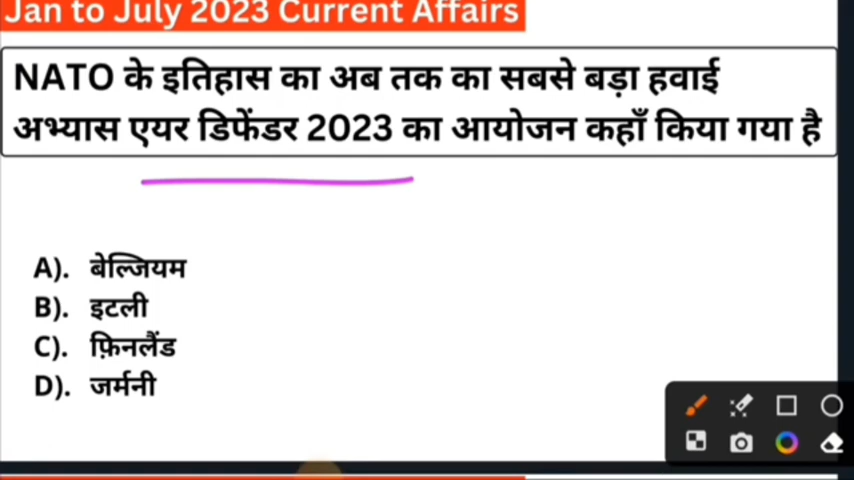 Jan to July 2023 Current Affairs
NATO के इतिहास का अब तक का सबसे बड़ा हवाई
अभ्यास एयर डिफेंडर 2023 का आयोजन कहाँ किया गया है
A). बेल्जियम
B). इटली
C). फ़िनलैंड
D). जर्मनी